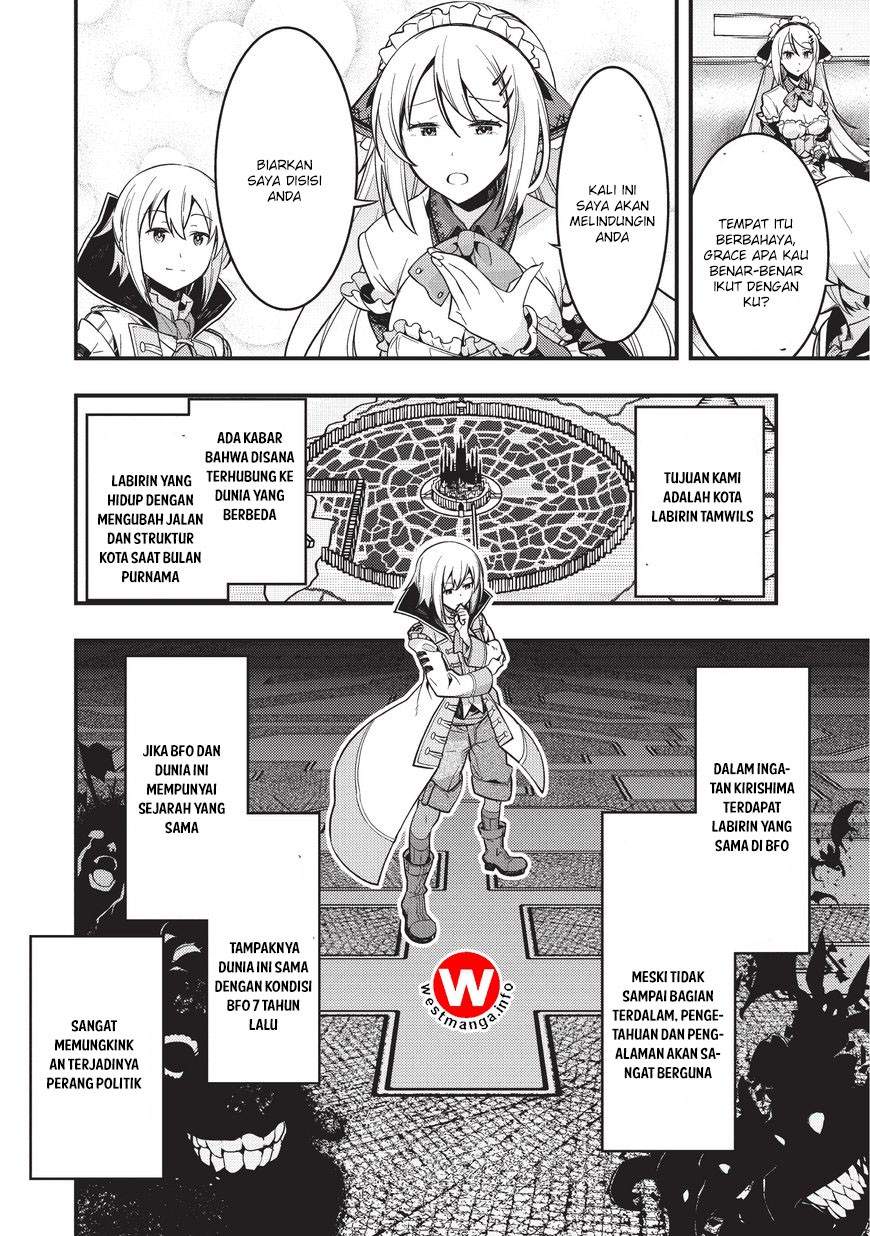 TEMPAT ITU
BERBAHAYA,
GRACE APA KAU
BENAR-BENAR
IKUT DENGAN
KU?
KALI INI
SAYA AKAN
MELINDUNGIN
ANDA
BIARKAN
SAYA DISISI
ANDA
TUJUAN KAMI
ADALAH KOTA
LABIRIN TAMWILS
ADA KABAR
BAHWA DISANA
TERHUBUNG KE
DUNIA YANG
BERBEDA
LABIRIN YANG
HIDUP DENGAN
MENGUBAH JALAN
DAN STRUKTUR
KOTA SAAT BULAN
PURNAMA
DALAM INGA-
TAN KIRISHIMA
TERDAPAT
LABIRIN YANG
SAMA DI BFO
MESKI TIDAK
SAMPAI BAGIAN
TERDALAM, PENGE-
TAHUAN DAN PENG-
ALAMAN AKAN SA-
NGAT BERGUNA
JIKA BFO DAN
DUNIA INI
MEMPUNYAI
SEJARAH YANG
SAMA
TAMPAKNYA
DUNIA INI SAMA
DENGAN KONDISI
BFO 7 TAHUN
LALU
SANGAT
MEMUNGKINK
AN TERJADINYA
PERANG POLITIK
W
westmanga.info